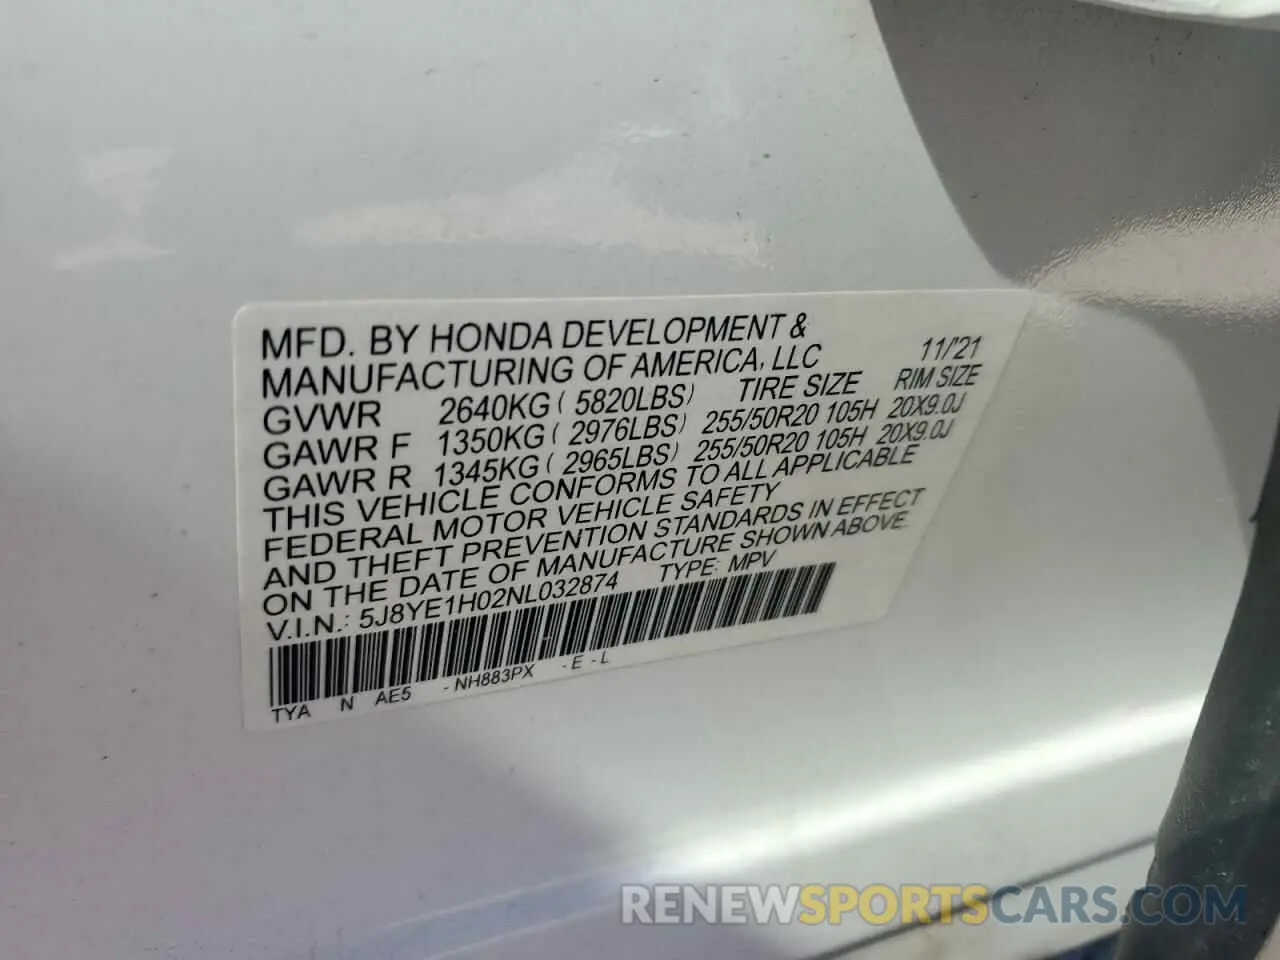 MFD. BY HONDA DEVELOPMENT &
MANUFACTURING OF AMERICA, LLC 11/'21
GVWR 2640KG ( 5820LBS) TIRE SIZE RIM SIZE
GAWR F 1350KG ( 2976LBS) 255/50R20 105H 20X9.0J
GAWR R 1345KG ( 2965LBS) 255/50R20 105H 20X9.0J
THIS VEHICLE CONFORMS TO ALL APPLICABLE
FEDERAL MOTOR VEHICLE SAFETY
AND THEFT PREVENTION STANDARDS IN EFFECT
ON THE DATE OF MANUFACTURE SHOWN ABOVE.
V.I.N.: 5J8YE1H02NL032874 TYPE: MPV
TYA N AE5 -NH883PX -E -L
RENEWSPORTSCARS.COM